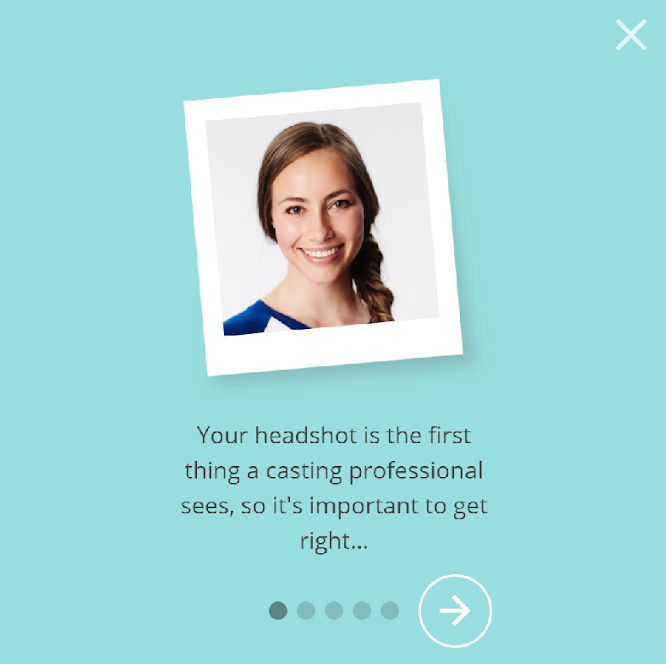 Your headshot is the first
thing a casting professional
sees, so it's important to get
right...